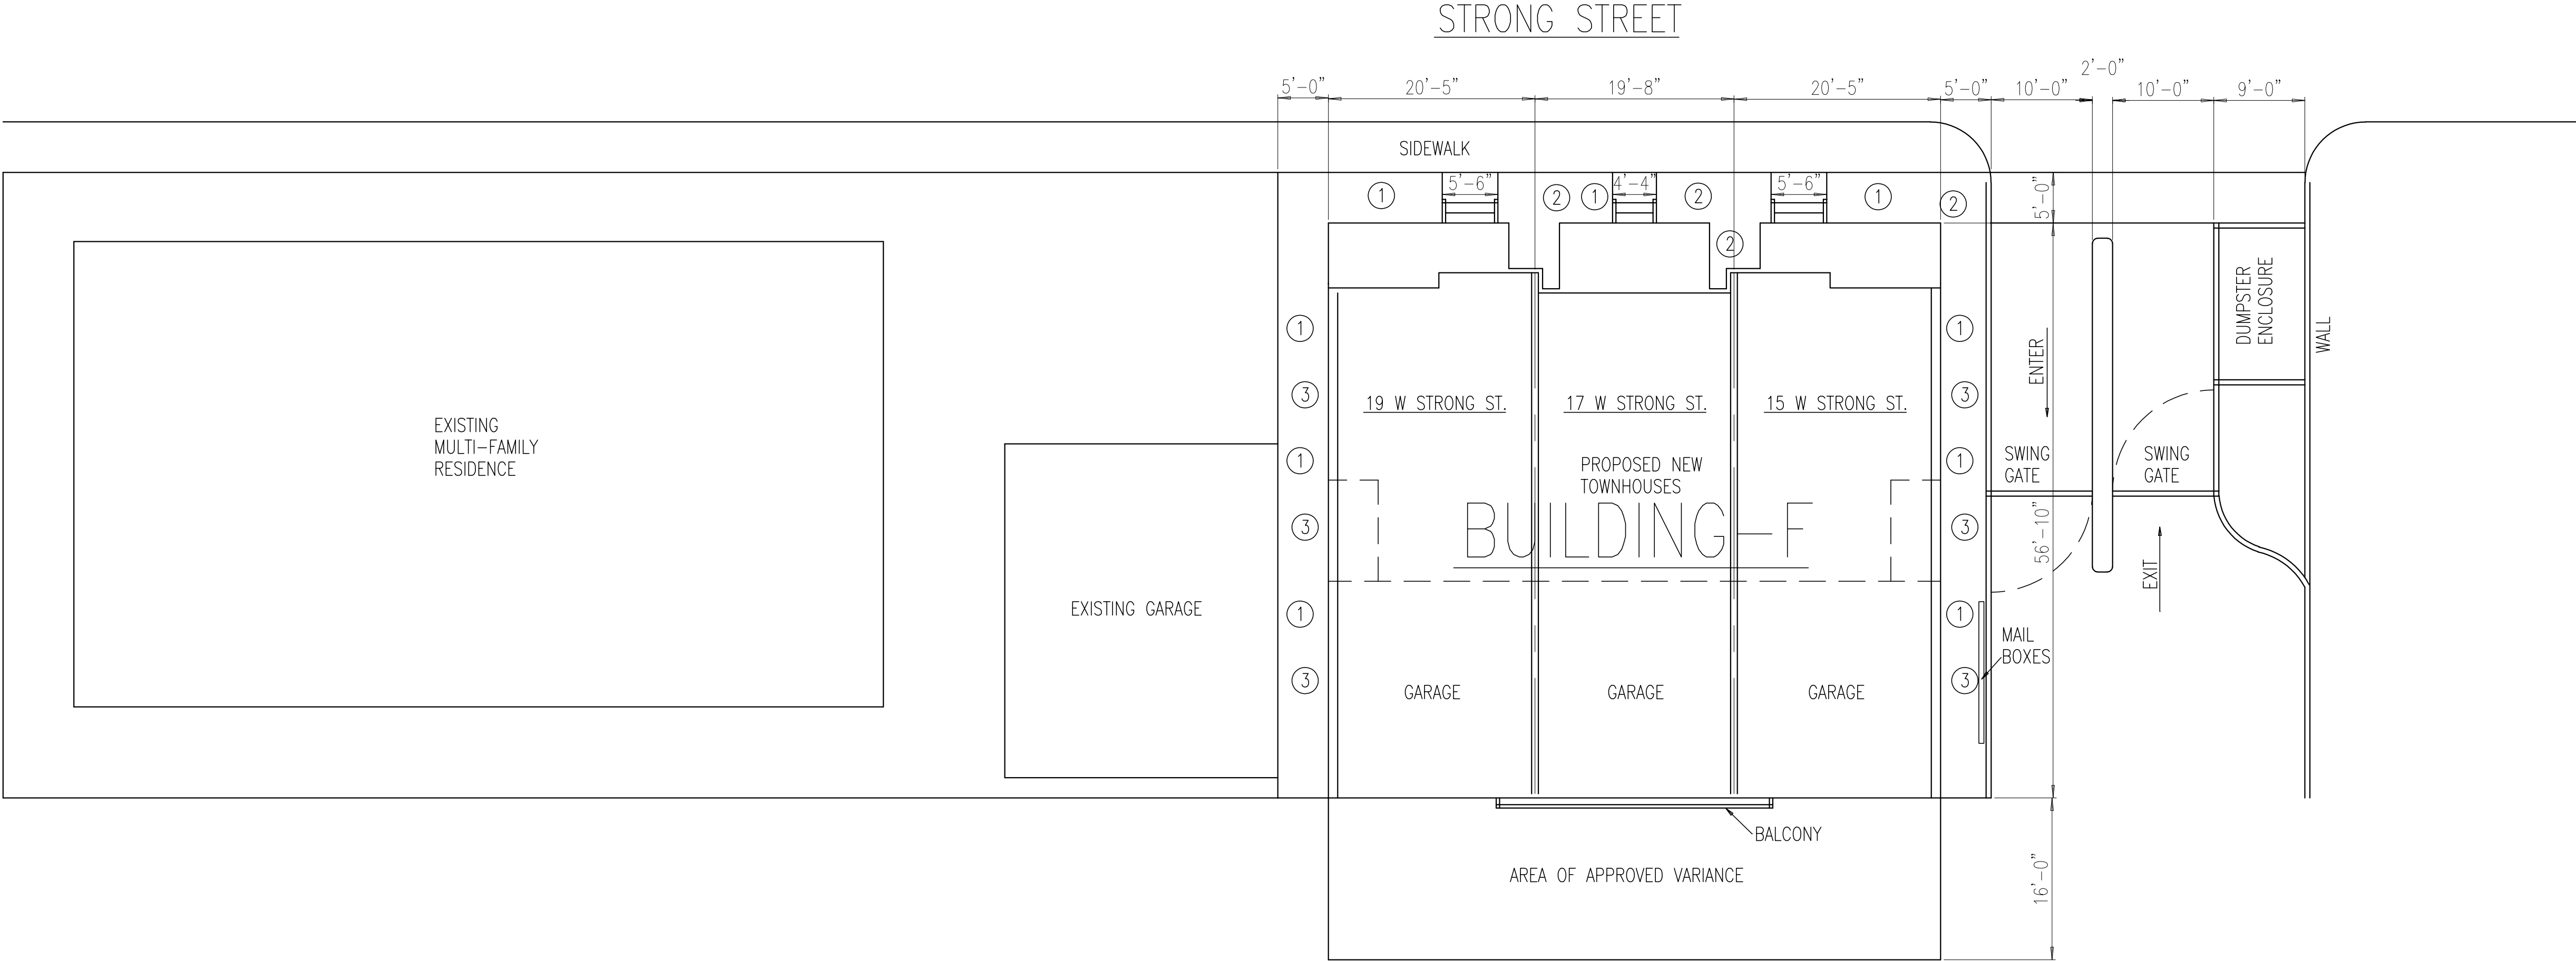 STRONG STREET
2'-0"
5'-0"
20'-5"
19'-8"
20'-5"
5'-0"
10'-0"
10'-0"
9'-0"
SIDEWALK
1
5'-6"
2
1
4'-4"
2
5'-6"
1
2
5'-0"
2
DUMPSTER
ENCLOSURE
WALL
1
1
ENTER
3
19 W STRONG ST.
17 W STRONG ST.
15 W STRONG ST.
3
EXISTING
MULTI-FAMILY
RESIDENCE
1
PROPOSED NEW
TOWNHOUSES
1
SWING
GATE
SWING
GATE
3
BUILDING-F
3
56'-10"
EXIT
EXISTING GARAGE
1
1
MAIL
BOXES
3
GARAGE
GARAGE
GARAGE
3
BALCONY
AREA OF APPROVED VARIANCE
16'-0"